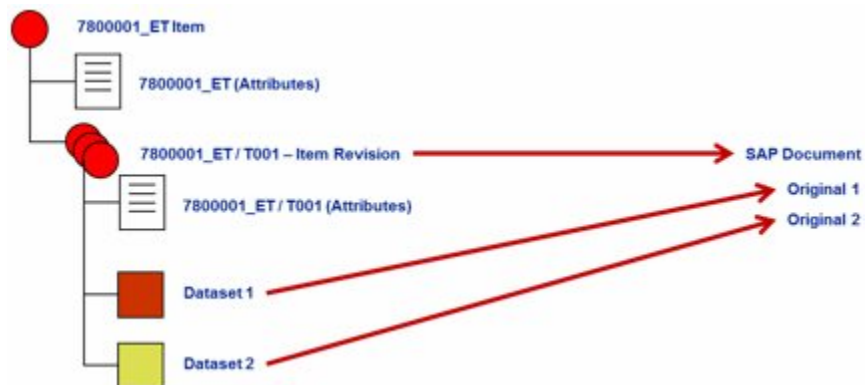 7800001_ET Item
7800001_ET (Attributes)
7800001_ET / T001 – Item Revision
SAP Document
Original 1
7800001_ET / T001 (Attributes)
Original 2
Dataset 1
Dataset 2